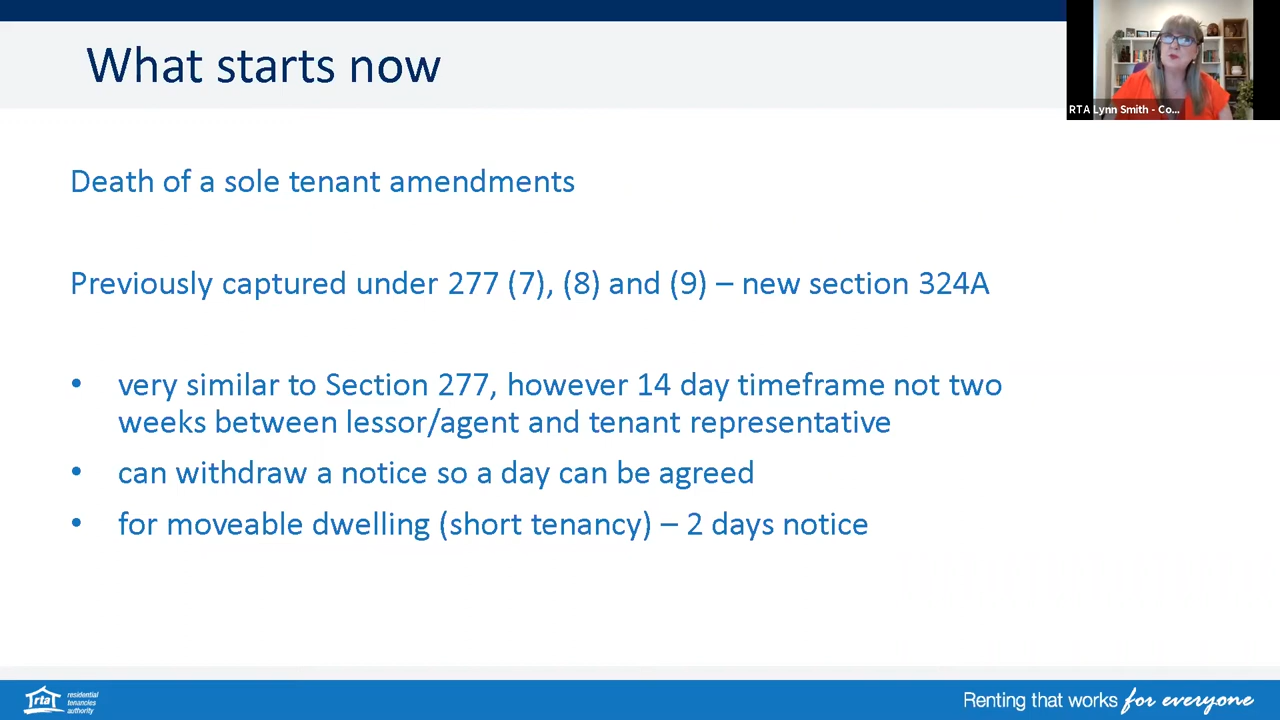 What starts now
RTA Lynn Smith - Co...
Death of a sole tenant amendments
Previously captured under 277 (7), (8) and (9) – new section 324A
• very similar to Section 277, however 14 day timeframe not two
weeks between lessor/agent and tenant representative
• can withdraw a notice so a day can be agreed
• for moveable dwelling (short tenancy) – 2 days notice
rta
residential
tenancies
authority
Renting that works for everyone